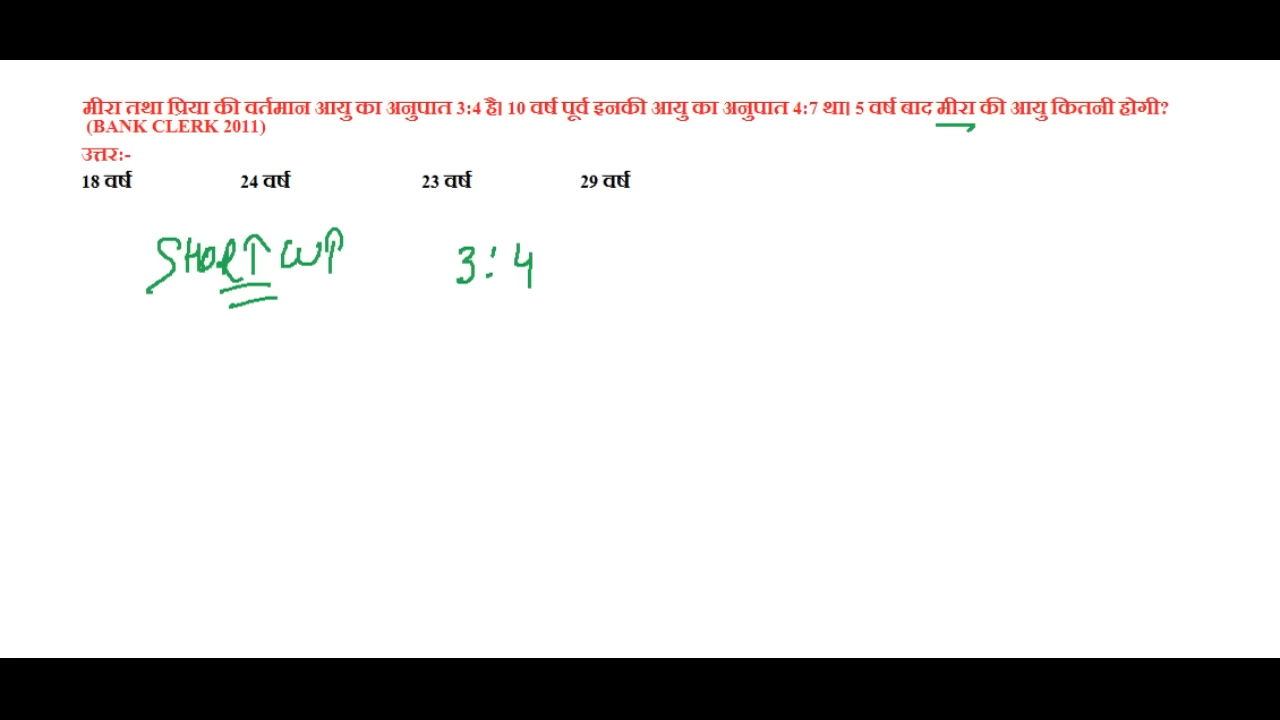 मीरा तथा प्रिया की वर्तमान आयु का अनुपात 3:4 है। 10 वर्ष पूर्व इनकी आयु का अनुपात 4:7 था। 5 वर्ष बाद मीरा की आयु कितनी होगी?
(BANK CLERK 2011)
उत्तर:-
18 वर्ष 24 वर्ष 23 वर्ष 29 वर्ष
SHORT CUT 3:4